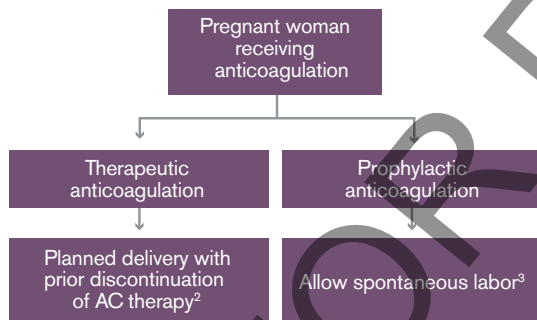 Pregnant woman
receiving
anticoagulation
Therapeutic
anticoagulation
Prophylactic
anticoagulation
Planned delivery with
prior discontinuation
of AC therapy²
Allow spontaneous labor³
OR